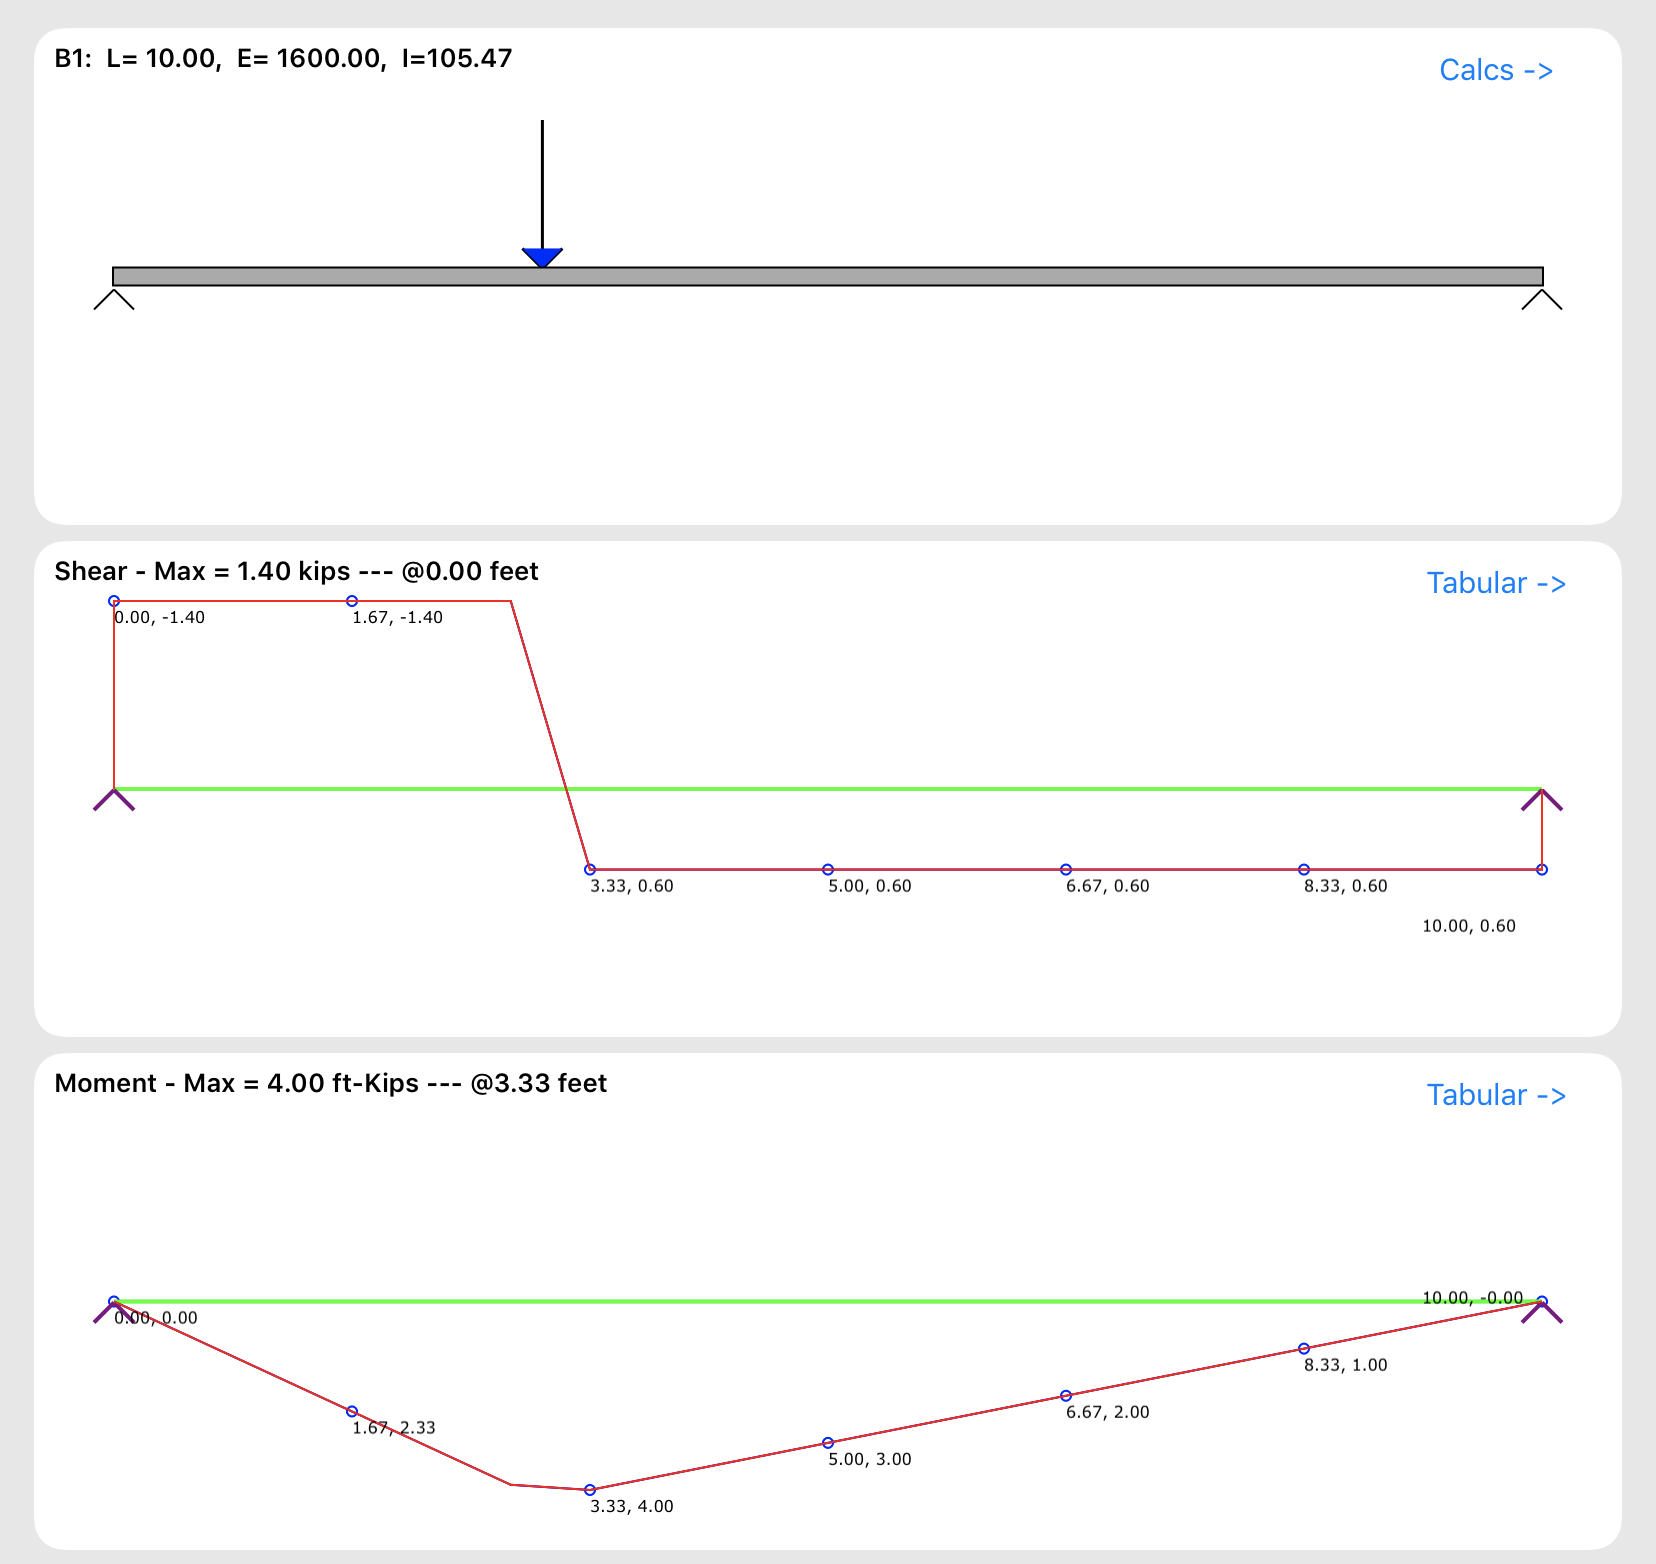 B1:  L= 10.00,  E= 1600.00,  I=105.47
Calcs ->
Shear - Max = 1.40 kips --- @0.00 feet
Tabular ->
0.00, -1.40
1.67, -1.40
3.33, 0.60
5.00, 0.60
6.67, 0.60
8.33, 0.60
10.00, 0.60
Moment - Max = 4.00 ft-Kips --- @3.33 feet
Tabular ->
0.00, 0.00
1.67, 2.33
3.33, 4.00
5.00, 3.00
6.67, 2.00
8.33, 1.00
10.00, -0.00